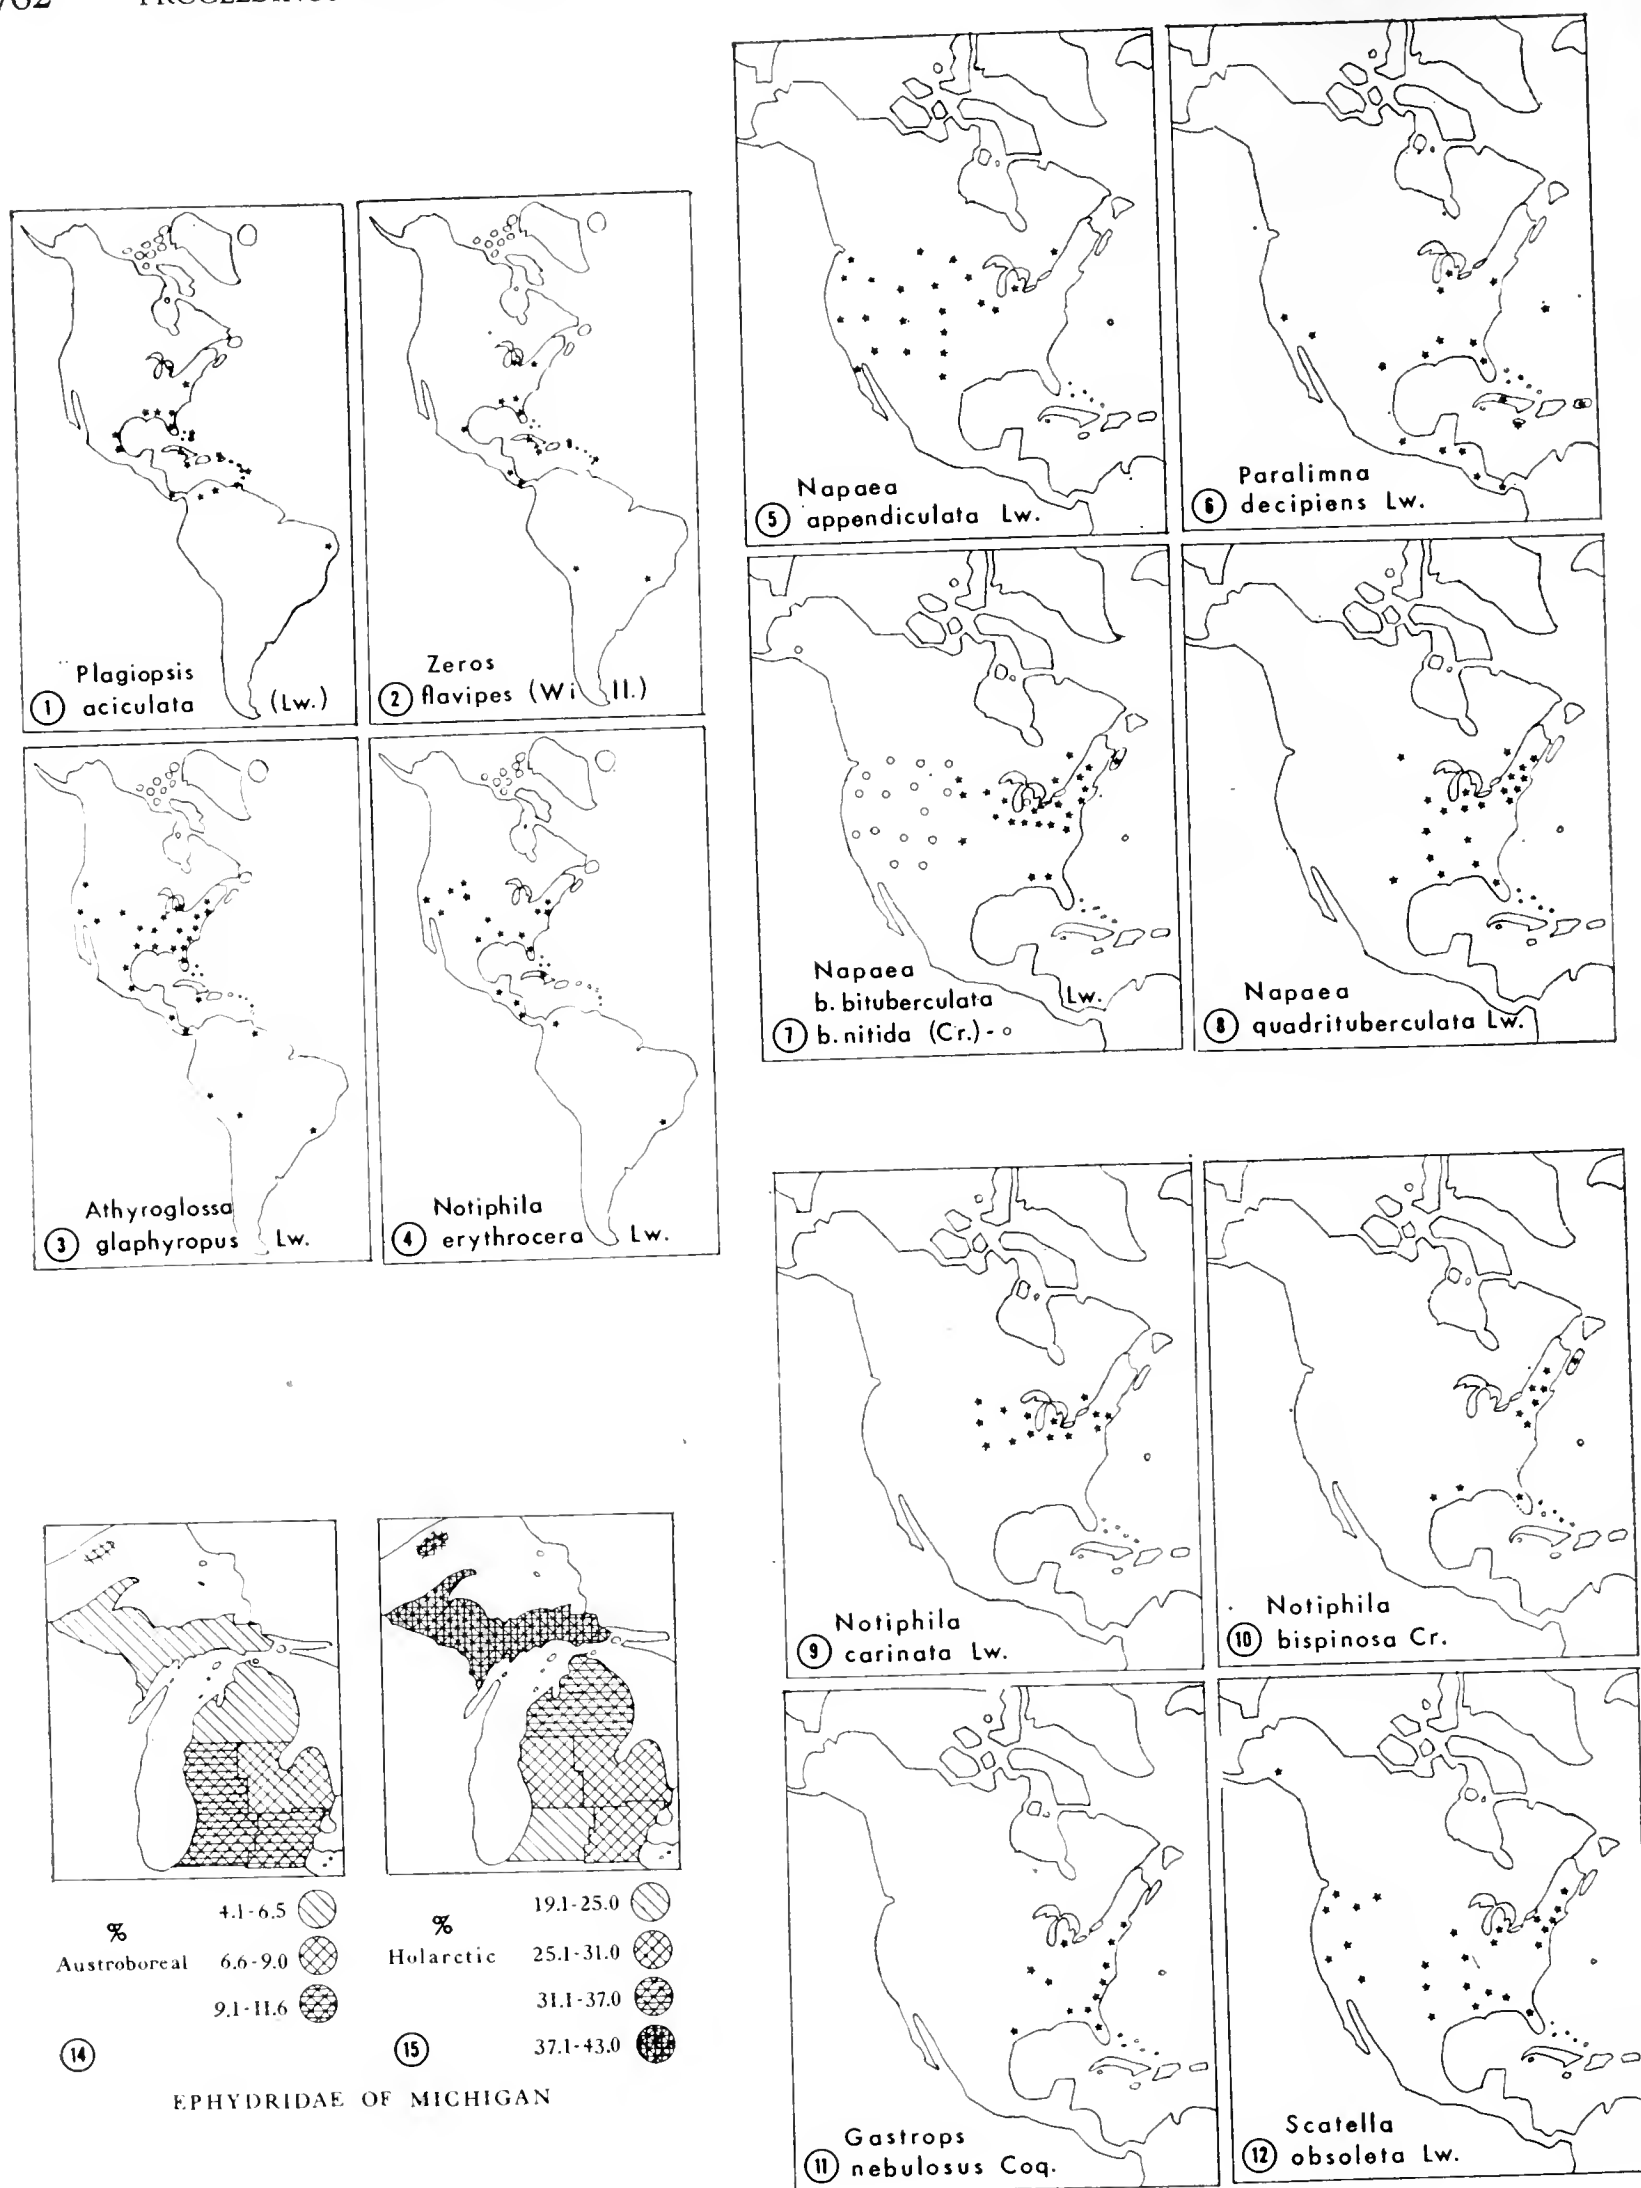 Plagiopsis
1 aciculata (Lw.)
Zeros
2 flavipes (Wi ll.)
Athyroglossa
3 glaphyropus Lw.
Notiphila
4 erythrocera Lw.
Napaea
5 appendiculata Lw.
Paralimna
6 decipiens Lw.
Napaea
b. bituberculata Lw.
7 b. nitida (Cr.) - o
Napaea
8 quadrituberculata Lw.
Notiphila
9 carinata Lw.
Notiphila
10 bispinosa Cr.
Gastrops
11 nebulosus Coq.
Scatella
12 obsoleta Lw.
% Austroboreal
4.1-6.5
6.6-9.0
9.1-11.6
14
% Holarctic
19.1-25.0
25.1-31.0
31.1-37.0
37.1-43.0
15
EPHYDRIDAE OF MICHIGAN